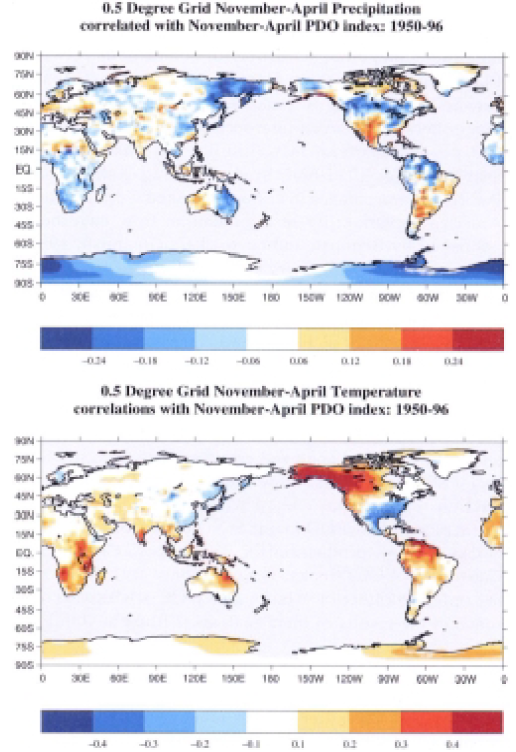 0.5 Degree Grid November-April Precipitation
correlated with November-April PDO index: 1950-96
90N
75N
60N
45N
30N
15N
EQ
15S
30S
45S
60S
75S
90S
0 30E 60E 90E 120E 150E 180 150W 120W 90W 60W 30W 0
-0.24 -0.18 -0.12 -0.06 0.06 0.12 0.18 0.24
0.5 Degree Grid November-April Temperature
correlations with November-April PDO index: 1950-96
90N
75N
60N
45N
30N
15N
EQ
15S
30S
45S
60S
75S
90S
0 30E 60E 90E 120E 150E 180 150W 120W 90W 60W 30W 0
-0.4 -0.3 -0.2 -0.1 0.1 0.2 0.3 0.4